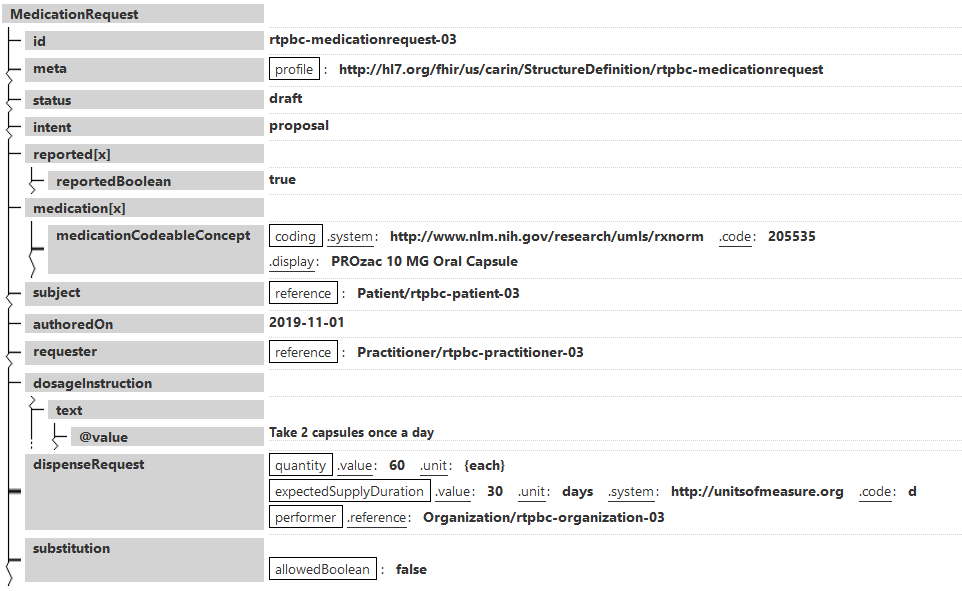 MedicationRequest
id rtpbc-medicationrequest-03
meta profile : http://hl7.org/fhir/us/carin/StructureDefinition/rtpbc-medicationrequest
status draft
intent proposal
reported[x]
reportedBoolean true
medication[x]
medicationCodeableConcept coding .system: http://www.nlm.nih.gov/research/umls/rxnorm .code: 205535
.display: PROzac 10 MG Oral Capsule
subject reference : Patient/rtpbc-patient-03
authoredOn 2019-11-01
requester reference : Practitioner/rtpbc-practitioner-03
dosageInstruction
text
@value Take 2 capsules once a day
dispenseRequest quantity .value: 60 .unit: {each}
expectedSupplyDuration .value: 30 .unit: days .system: http://unitsofmeasure.org .code: d
performer .reference: Organization/rtpbc-organization-03
substitution
allowedBoolean : false